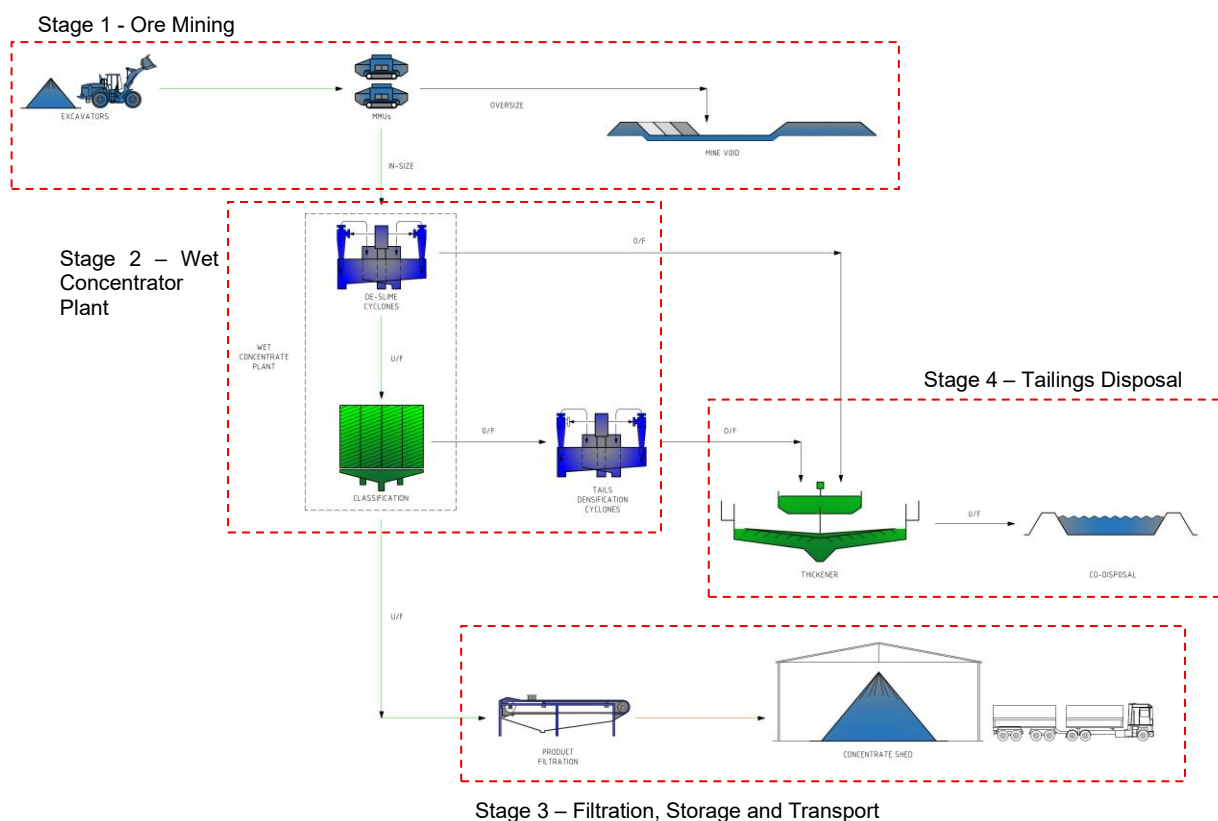 Stage 1 - Ore Mining
EXCAVATORS
MMUs
OVERSIZE
MINE VOID
IN-SIZE
Stage 2 – Wet
Concentrator
Plant
DE-SLIME
CYCLONES
O/F
WET
CONCENTRATE
PLANT
U/F
CLASSIFICATION
O/F
TAILS
DENSIFICATION
CYCLONES
O/F
Stage 4 – Tailings Disposal
THICKENER
U/F
CO-DISPOSAL
U/F
PRODUCT
FILTRATION
CONCENTRATE SHED
Stage 3 – Filtration, Storage and Transport